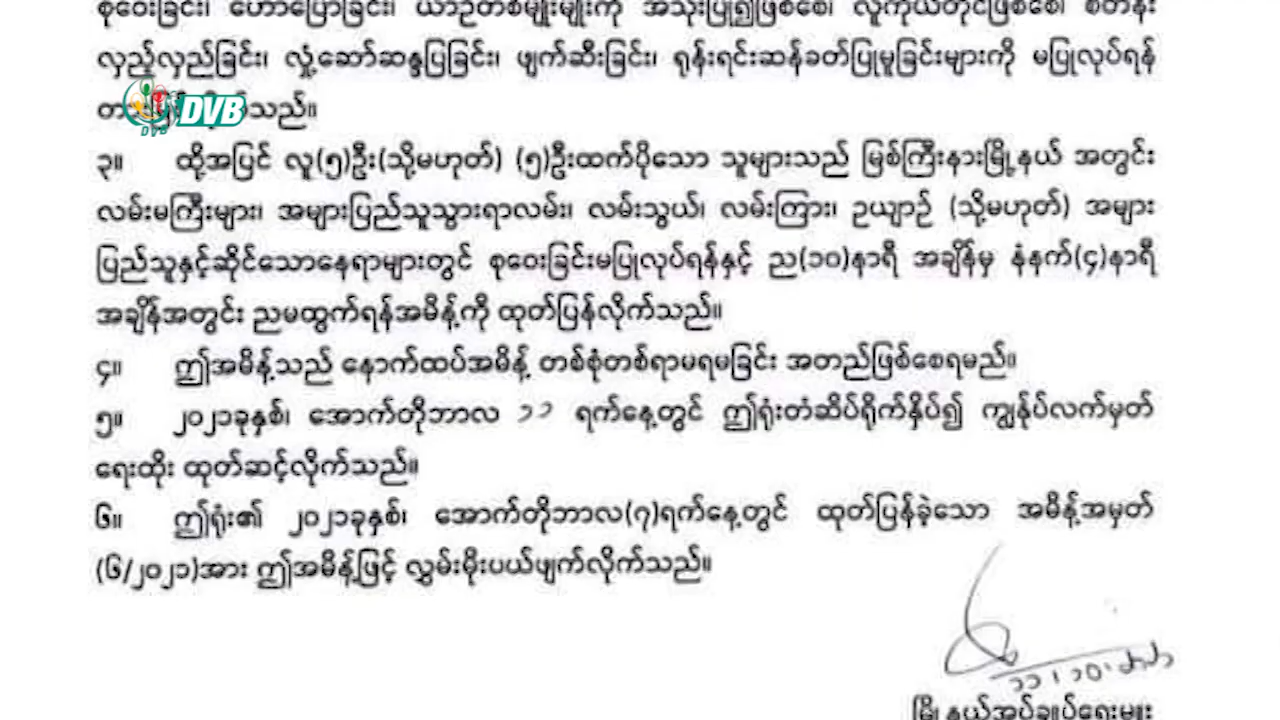 စုဝေးခြင်း၊ ဟောပြောခြင်း၊ ယာဉ်တစ်မျိုးမျိုးကို အသုံးပြု၍ဖြစ်စေ၊ လူကိုယ်တိုင်ဖြစ်စေ၊ စီတန်း
လှည့်လှည်ခြင်း၊ လှုံ့ဆော်ဆန္ဒပြခြင်း၊ ဖျက်ဆီးခြင်း၊ ရုန်းရင်းဆန်ခတ်ပြုမူခြင်းများကို မပြုလုပ်ရန်
DVB
DVB
သည်။
၃။ ထို့အပြင် လူ(၅)ဦး(သို့မဟုတ်) (၅)ဦးထက်ပိုသော သူများသည် မြစ်ကြီးနားမြို့နယ် အတွင်း
လမ်းမကြီးများ၊ အများပြည်သူသွားရာလမ်း၊ လမ်းသွယ်၊ လမ်းကြား၊ ဥယျာဉ် (သို့မဟုတ်) အများ
ပြည်သူနှင့်ဆိုင်သောနေရာများတွင် စုဝေးခြင်းမပြုလုပ်ရန်နှင့် ည(၁၀)နာရီ အချိန်မှ နံနက်(၄)နာရီ
အချိန်အတွင်း ညမထွက်ရန်အမိန့်ကို ထုတ်ပြန်လိုက်သည်။
၄။ ဤအမိန့်သည် နောက်ထပ်အမိန့် တစ်စုံတစ်ရာမရမခြင်း အတည်ဖြစ်စေရမည်။
၅။ ၂၀၂၁ခုနှစ်၊ အောက်တိုဘာလ ၁၁ ရက်နေ့တွင် ဤရုံးတံဆိပ်ရိုက်နှိပ်၍ ကျွန်ုပ်လက်မှတ်
ရေးထိုး ထုတ်ဆင့်လိုက်သည်။
၆။ ဤရုံး၏ ၂၀၂၁ခုနှစ်၊ အောက်တိုဘာလ(၇)ရက်နေ့တွင် ထုတ်ပြန်ခဲ့သော အမိန့်အမှတ်
(၆/၂၀၂၁)အား ဤအမိန့်ဖြင့် လွှမ်းမိုးပယ်ဖျက်လိုက်သည်။
မြို့နယ်အုပ်ချုပ်ရေးမှူး